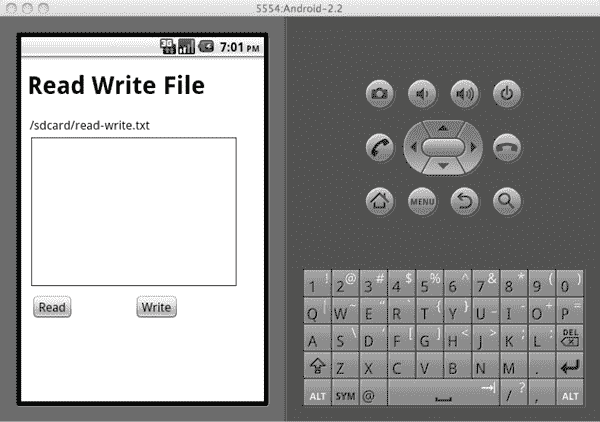 5554:Android-2.2
3G 7:01 PM
Read Write File
/sdcard/read-write.txt
Read Write
MENU
1 ! 2 @ 3 # 4 $ 5 % 6 ^ 7 & 8 * 9 ( 0 )
Q | W ~ E " R ` T { Y } U _ I - O + P =
A S \ D ' F [ G ] H < J > K ; L : DEL
Z X C V B N M .
ALT SYM @ / ? , ALT